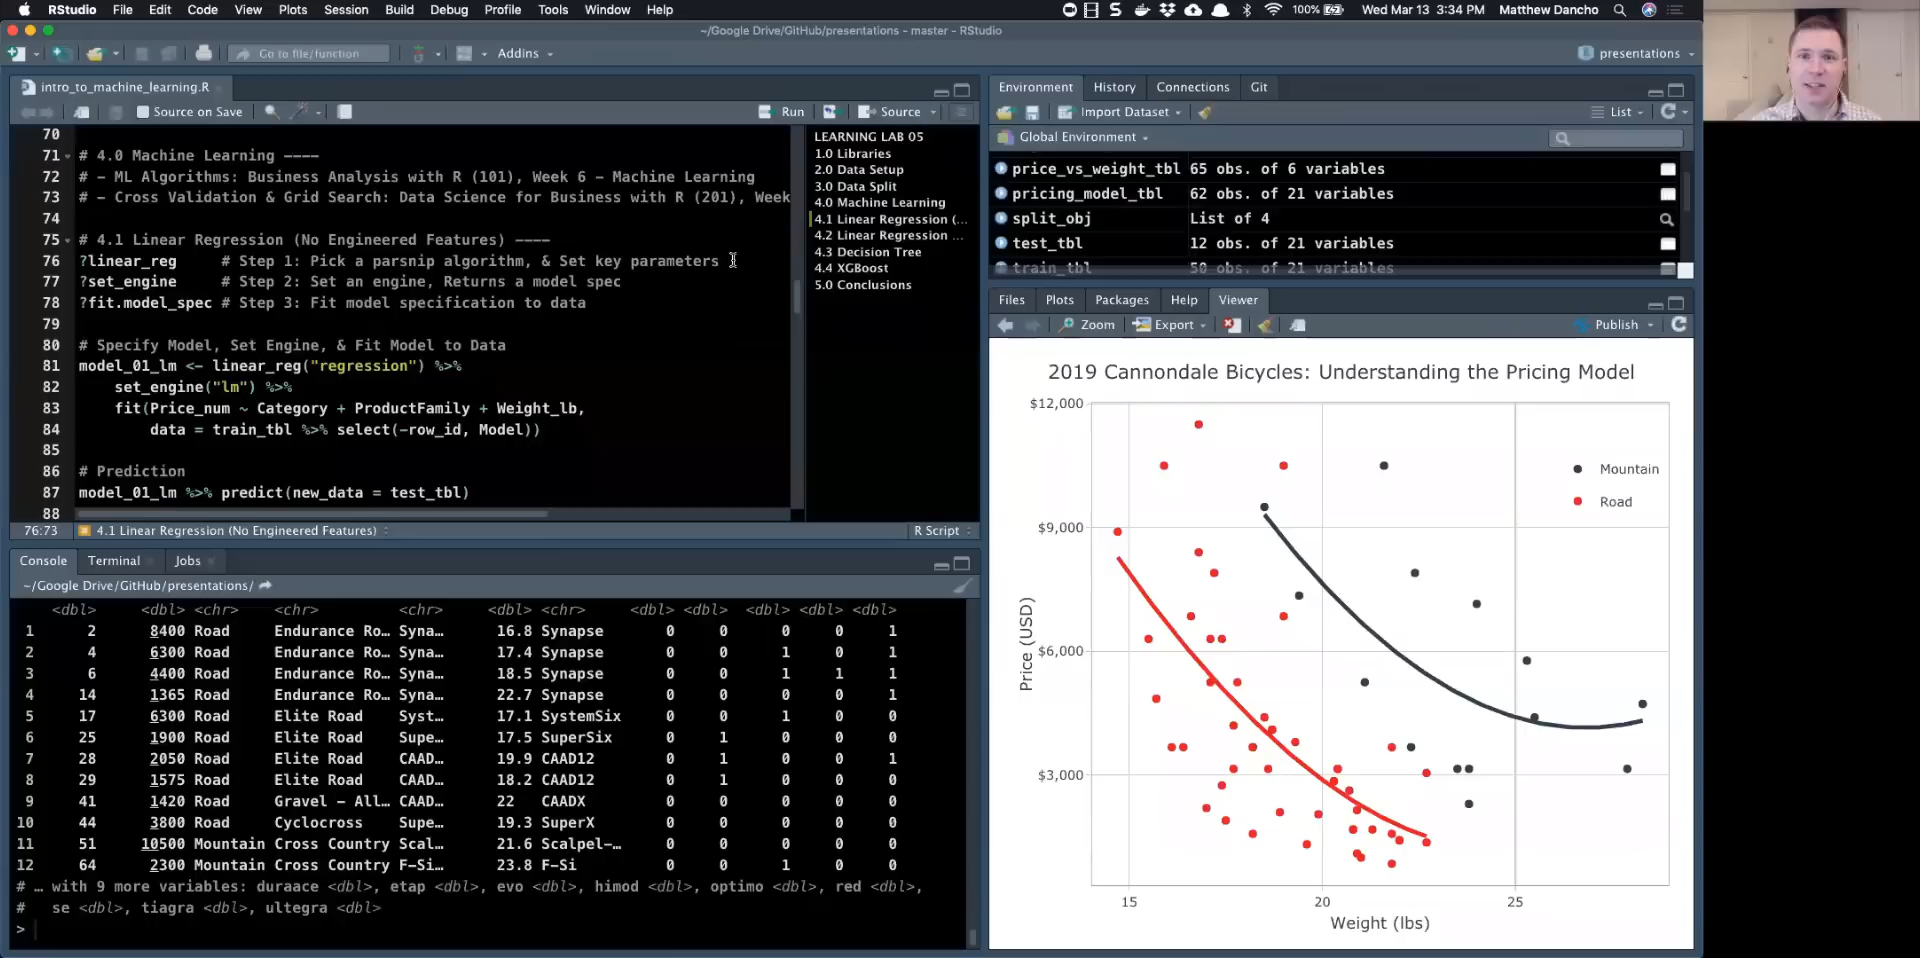 RStudio File Edit Code View Plots Session Build Debug Profile Tools Window Help
100% Wed Mar 13 3:34 PM Matthew Dancho
~/Google Drive/GitHub/presentations - master - RStudio
Go to file/function Addins presentations
intro_to_machine_learning.R
Source on Save Run Source
70
71 # 4.0 Machine Learning ----
72 # - ML Algorithms: Business Analysis with R (101), Week 6 - Machine Learning
73 # - Cross Validation & Grid Search: Data Science for Business with R (201), Week
74
75 # 4.1 Linear Regression (No Engineered Features) ----
76 ?linear_reg # Step 1: Pick a parsnip algorithm, & Set key parameters
77 ?set_engine # Step 2: Set an engine, Returns a model spec
78 ?fit.model_spec # Step 3: Fit model specification to data
79
80 # Specify Model, Set Engine, & Fit Model to Data
81 model_01_lm <- linear_reg("regression") %>%
82 set_engine("lm") %>%
83 fit(Price_num ~ Category + ProductFamily + Weight_lb,
84 data = train_tbl %>% select(-row_id, Model))
85
86 # Prediction
87 model_01_lm %>% predict(new_data = test_tbl)
88
76:73 4.1 Linear Regression (No Engineered Features) R Script
LEARNING LAB 05
1.0 Libraries
2.0 Data Setup
3.0 Data Split
4.0 Machine Learning
4.1 Linear Regression (...
4.2 Linear Regression ...
4.3 Decision Tree
4.4 XGBoost
5.0 Conclusions
Console Terminal Jobs
~/Google Drive/GitHub/presentations/
<dbl> <dbl> <chr> <chr> <chr> <dbl> <chr> <dbl> <dbl> <dbl> <dbl> <dbl>
1 2 8400 Road Endurance Ro… Syna… 16.8 Synapse 0 0 0 0 1
2 4 6300 Road Endurance Ro… Syna… 17.4 Synapse 0 0 1 0 1
3 6 4400 Road Endurance Ro… Syna… 18.5 Synapse 0 0 1 1 1
4 14 1365 Road Endurance Ro… Syna… 22.7 Synapse 0 0 0 0 1
5 17 6300 Road Elite Road Syst… 17.1 SystemSix 0 0 1 0 0
6 25 1900 Road Elite Road Supe… 17.5 SuperSix 0 1 0 0 0
7 28 2050 Road Elite Road CAAD… 19.9 CAAD12 0 1 0 0 1
8 29 1575 Road Elite Road CAAD… 18.2 CAAD12 0 1 0 0 0
9 41 1420 Road Gravel – All… CAAD… 22 CAADX 0 0 0 0 0
10 44 3800 Road Cyclocross Supe… 19.3 SuperX 0 0 0 0 0
11 51 10500 Mountain Cross Country Scal… 21.6 Scalpel-… 0 0 0 0 0
12 64 2300 Mountain Cross Country F-Si… 23.8 F-Si 0 0 1 0 0
# … with 9 more variables: duraace <dbl>, etap <dbl>, evo <dbl>, himod <dbl>, optimo <dbl>, red <dbl>,
# se <dbl>, tiagra <dbl>, ultegra <dbl>
>
Environment History Connections Git
Import Dataset List
Global Environment
price_vs_weight_tbl 65 obs. of 6 variables
pricing_model_tbl 62 obs. of 21 variables
split_obj List of 4
test_tbl 12 obs. of 21 variables
train_tbl 50 obs. of 21 variables
Files Plots Packages Help Viewer
Zoom Export Publish
2019 Cannondale Bicycles: Understanding the Pricing Model
$12,000
$9,000
$6,000
$3,000
Price (USD)
Mountain
Road
15 20 25
Weight (lbs)